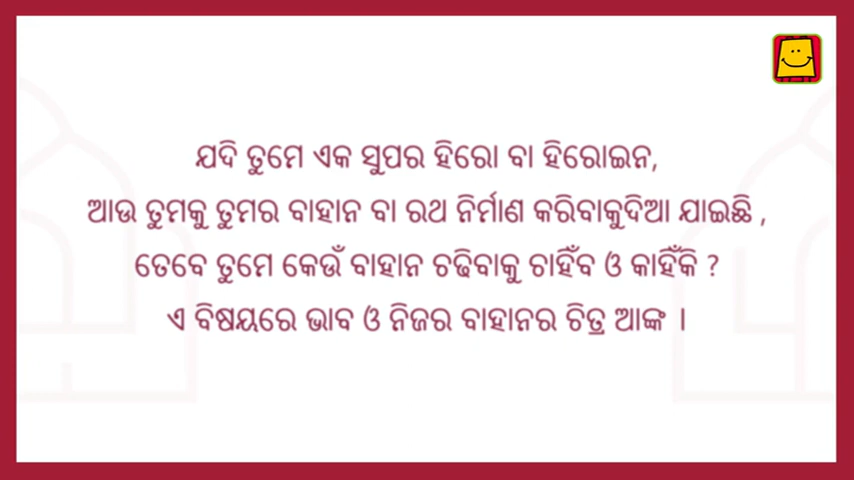 ଯଦି ତୁମେ ଏକ ସୁପର ହିରୋ ବା ହିରୋଇନ,
ଆଉ ତୁମକୁ ତୁମର ବାହାନ ବା ରଥ ନିର୍ମାଣ କରିବାକୁଦିଆ ଯାଇଛି ,
ତେବେ ତୁମେ କେଉଁ ବାହାନ ଚଢିବାକୁ ଚାହିଁବ ଓ କାହିଁକି ?
ଏ ବିଷୟରେ ଭାବ ଓ ନିଜର ବାହାନର ଚିତ୍ର ଆଙ୍କ ।